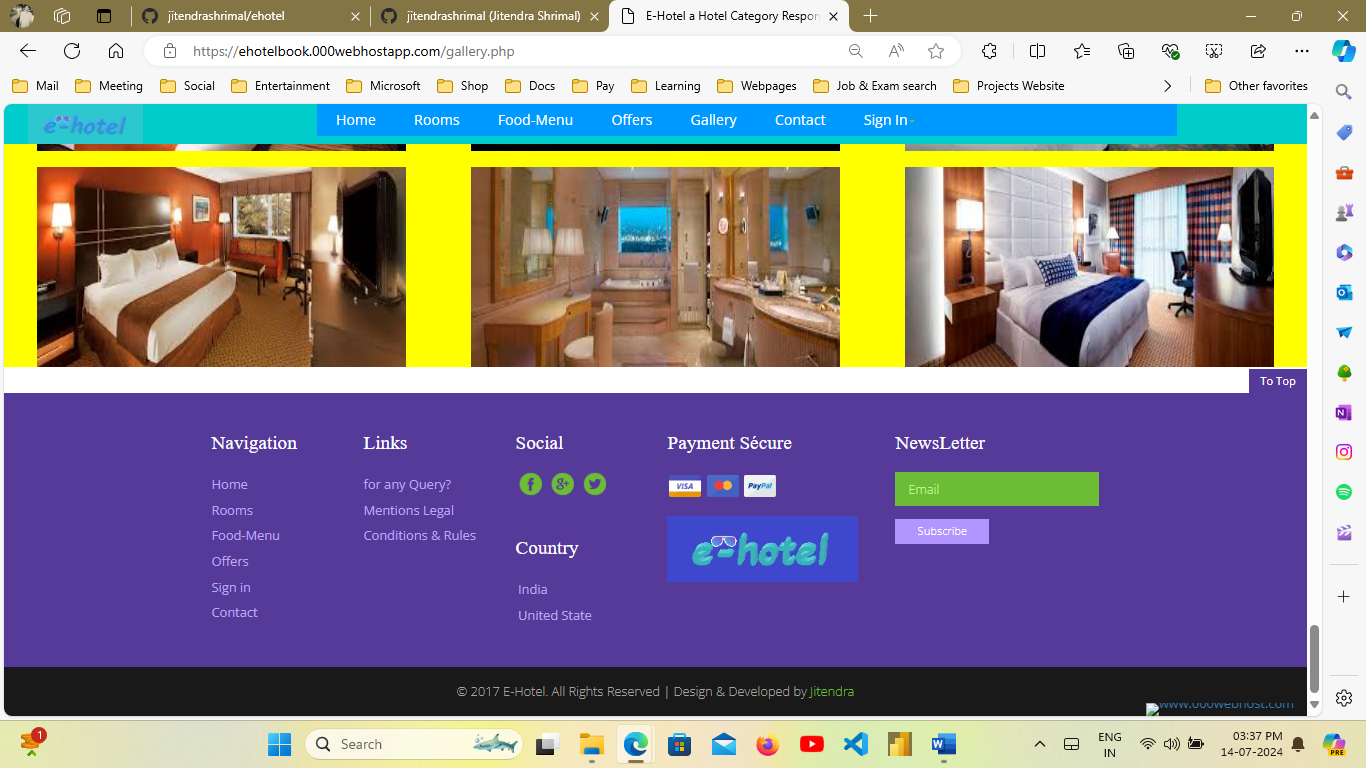 jitendrashrimal/ehotel
jitendrashrimal (Jitendra Shrimal)
E-Hotel a Hotel Category Respon
https://ehotelbook.000webhostapp.com/gallery.php
Mail Meeting Social Entertainment Microsoft Shop Docs Pay Learning Webpages Job & Exam search Projects Website Other favorites
e-hotel
Home Rooms Food-Menu Offers Gallery Contact Sign In
To Top
Navigation Links Social Payment Sécure NewsLetter
Home
Rooms
Food-Menu
Offers
Sign in
Contact
for any Query?
Mentions Legal
Conditions & Rules
Country
India
United State
VISA PayPal
e-hotel
Email
Subscribe
© 2017 E-Hotel. All Rights Reserved | Design & Developed by Jitendra
www.000webhost.com
1
Search
ENG
IN
03:37 PM
14-07-2024
PRE